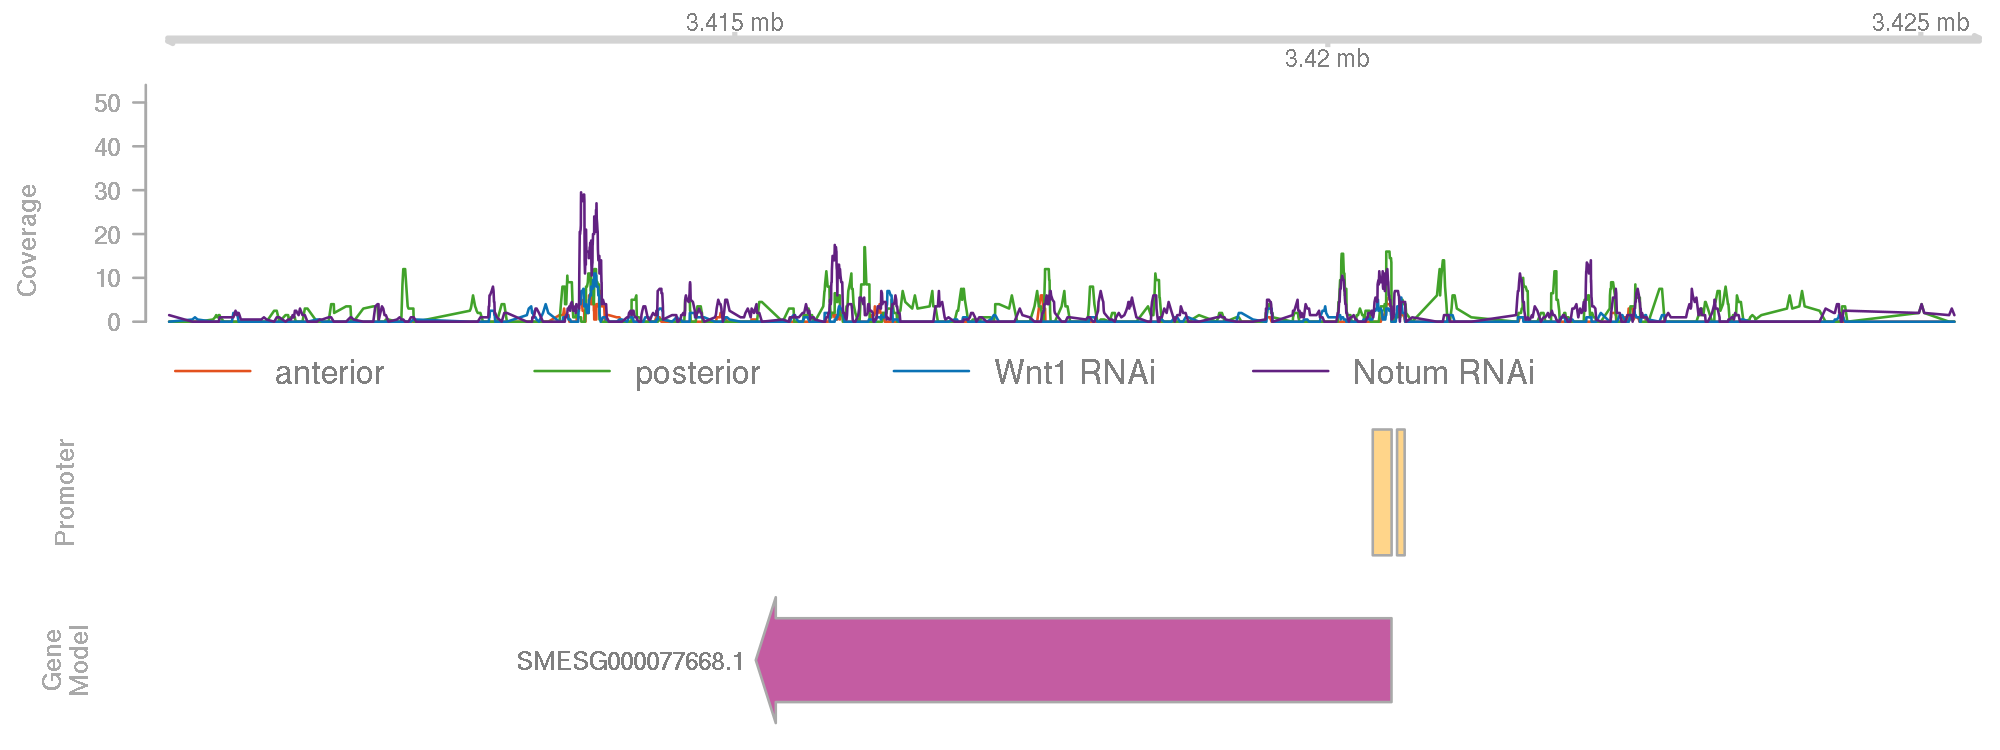 3.415 mb
3.425 mb
3.42 mb
50
40
30
20
10
0
Coverage
anterior
posterior
Wnt1 RNAi
Notum RNAi
Promoter
Gene
Model
SMESG000077668.1